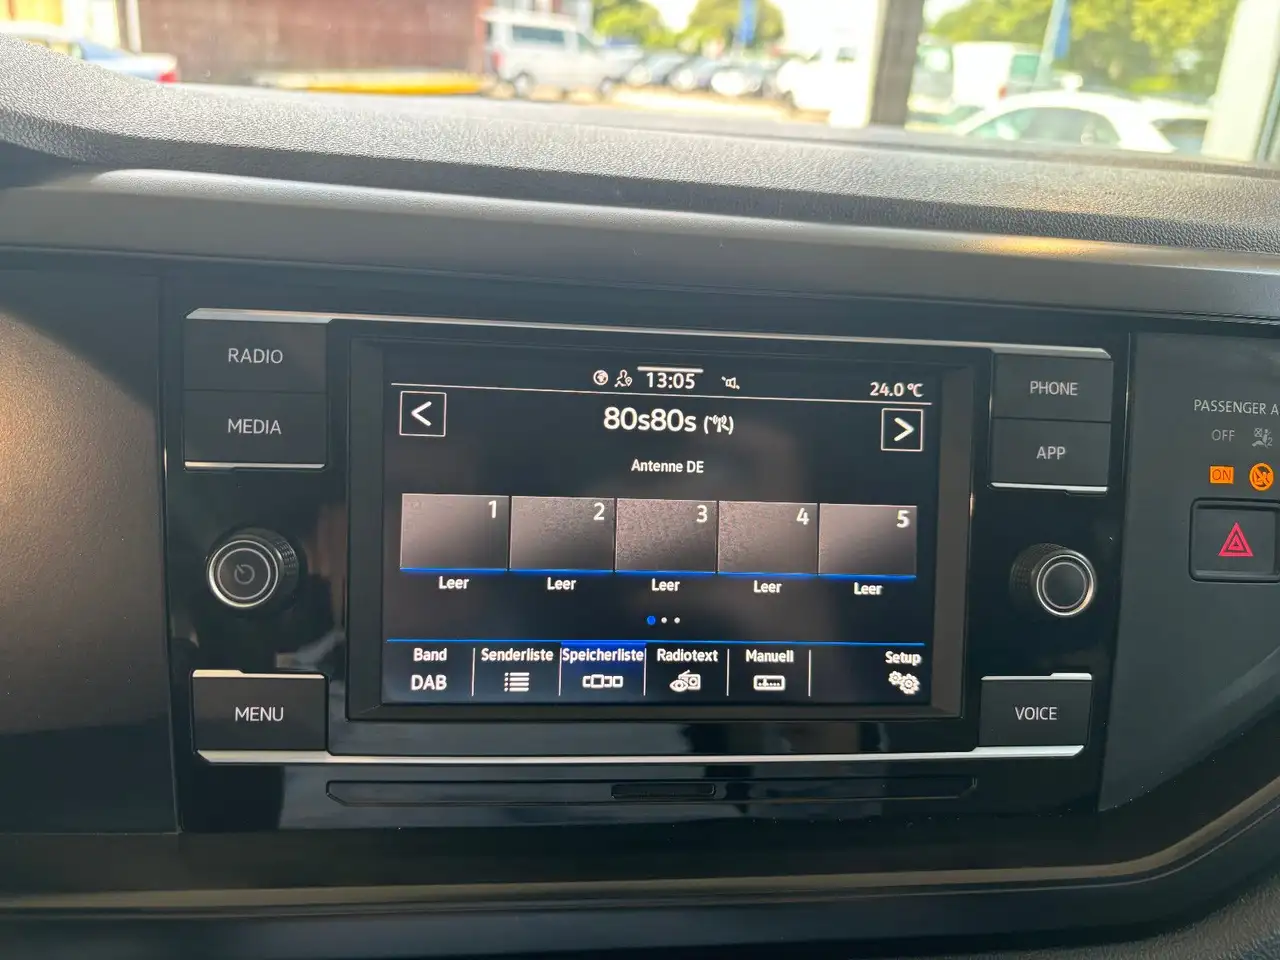 RADIO
MEDIA
MENU
13:05
24.0 °C
<
80s80s
>
Antenne DE
1 2 3 4 5
Leer Leer Leer Leer Leer
Band Senderliste Speicherliste Radiotext Manuell Setup
DAB
PHONE
APP
VOICE
PASSENGER A
OFF
ON